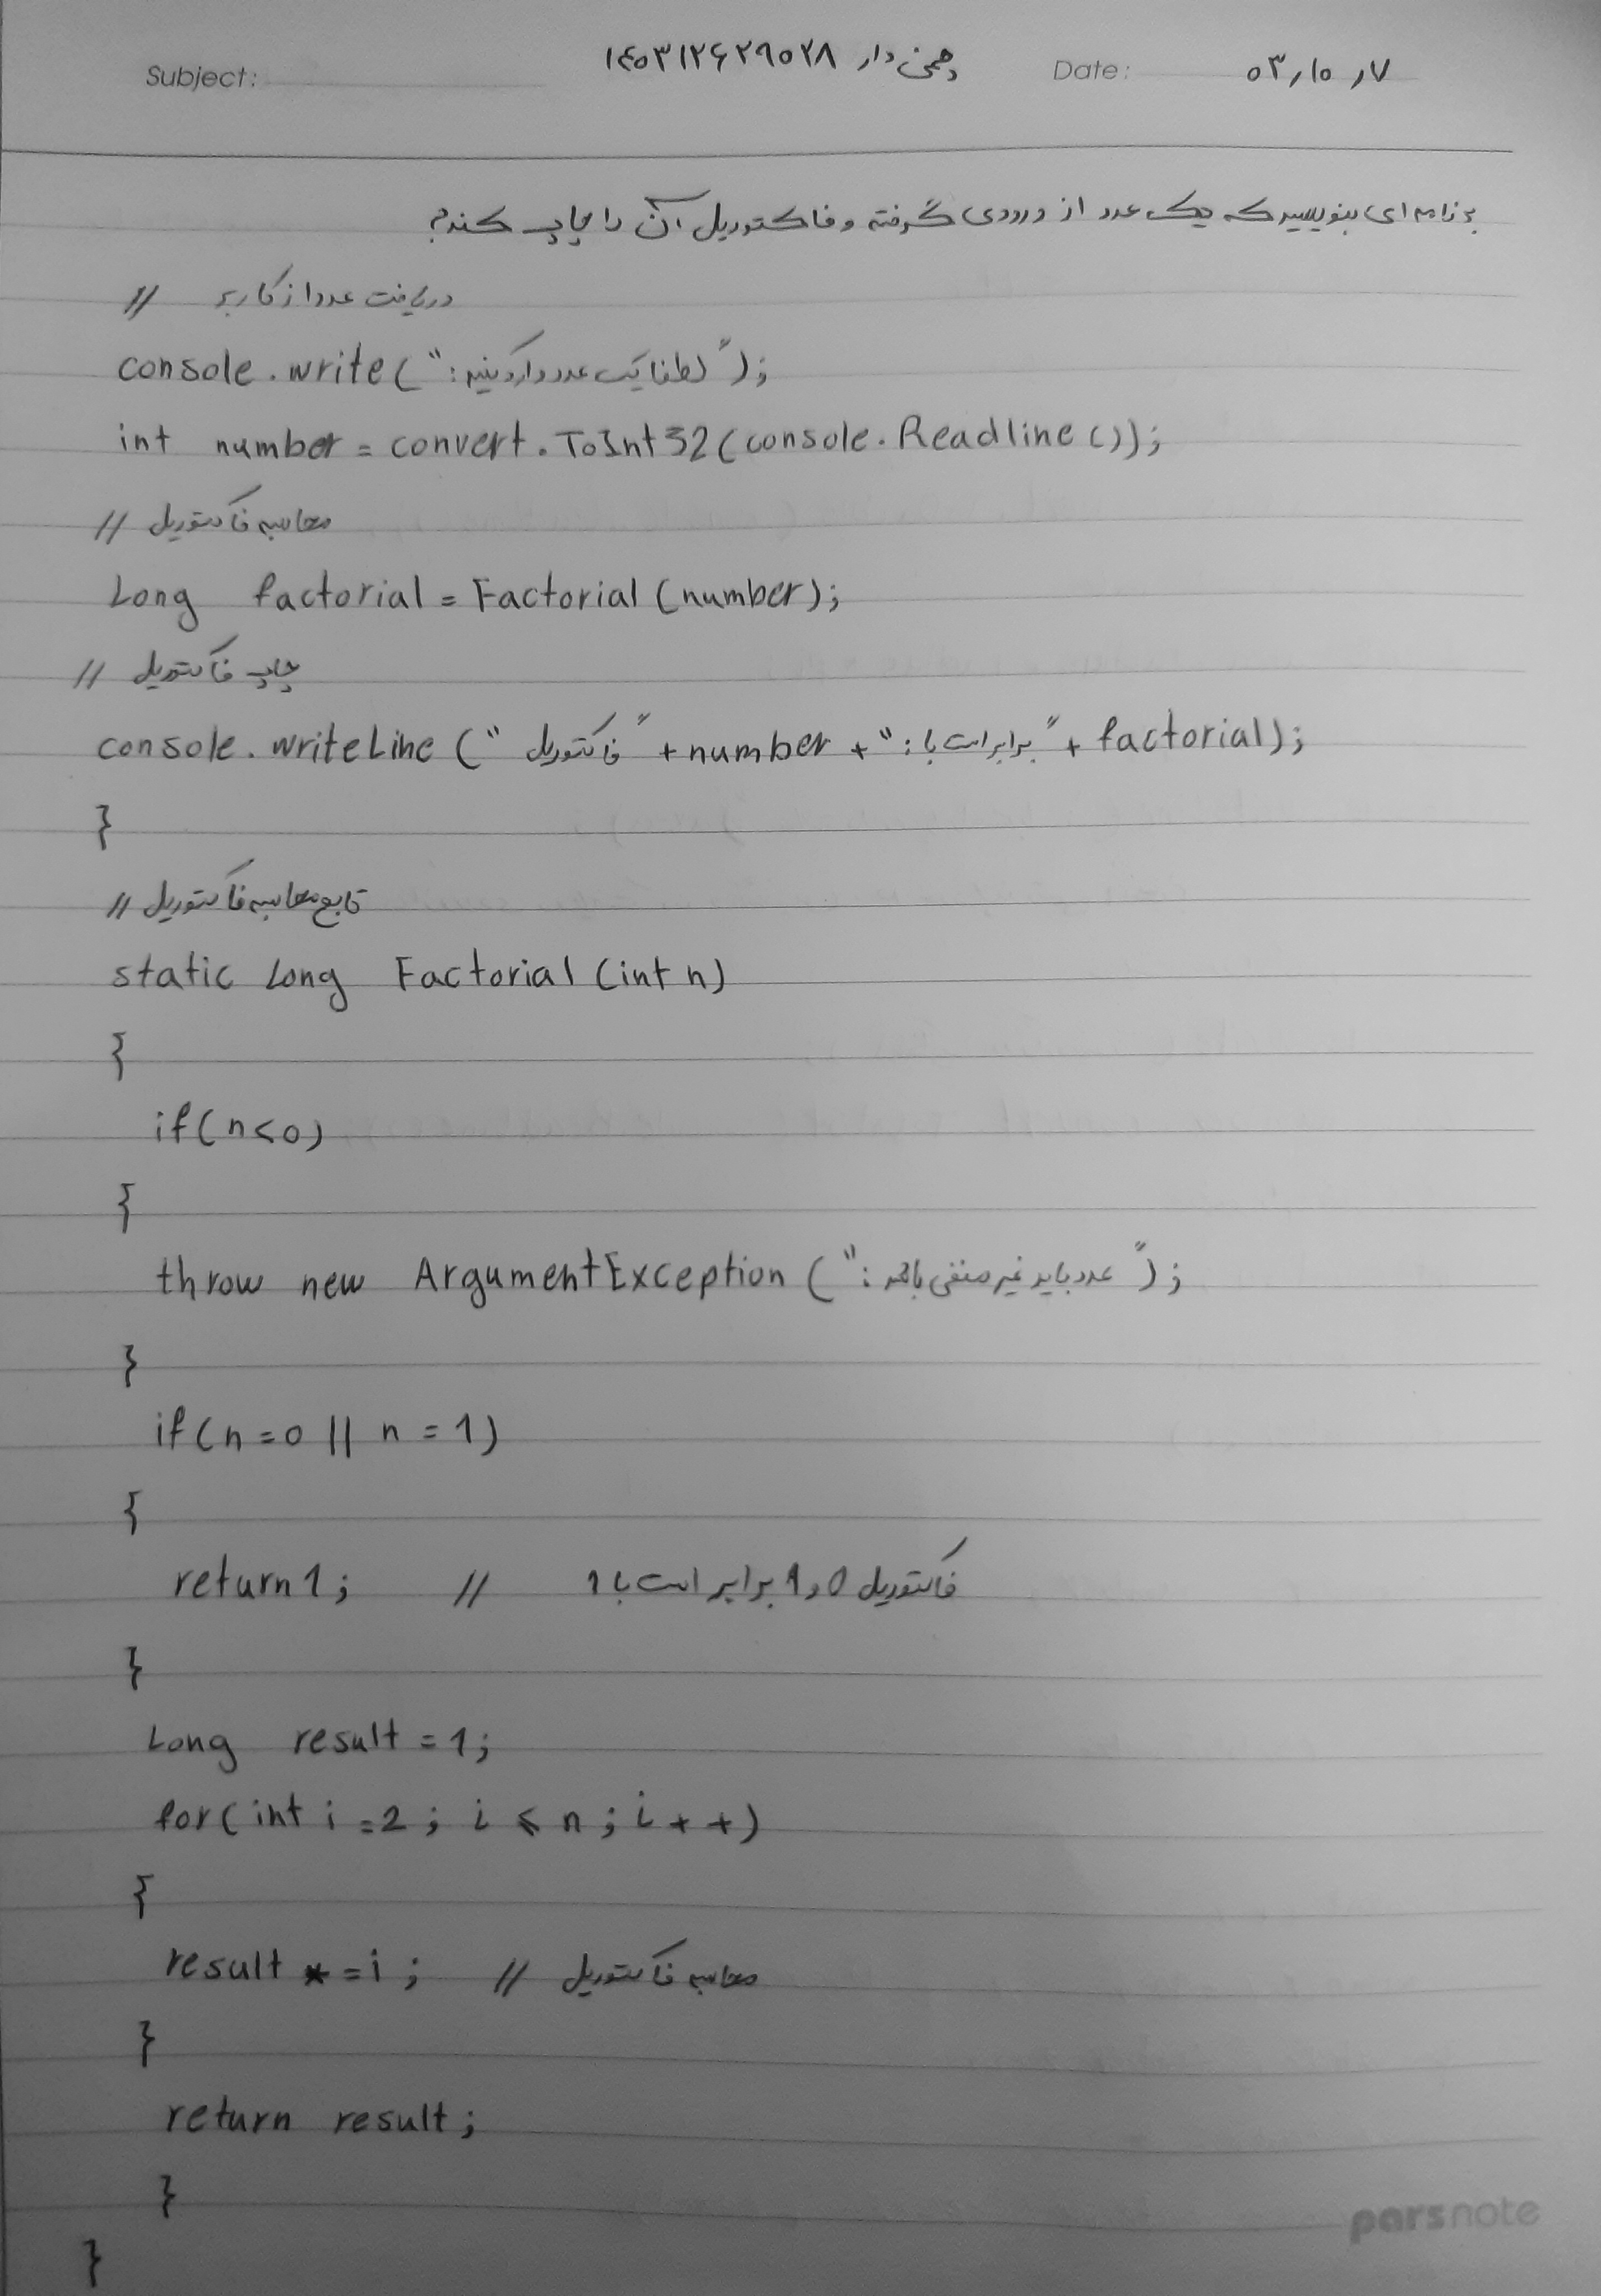 Subject: چمنی دار ۱۴۰۳۱۲۶۲۹۰۲۸ Date: ۰۳٫۱۰٫۷
برنامه ای بنویسید که یک عدد از ورودی گرفته و فاکتوریل آن را چاپ کند؟
// دریافت عدد از کاربر
console.write("لطفا یک عدد وارد کنید:");
int number = convert.ToInt32(console.Readline());
// محاسبه فاکتوریل
Long factorial = Factorial(number);
// چاپ فاکتوریل
console.writeLine("فاکتوریل" + number + "برابر است با:" + factorial);
}
// تابع محاسبه فاکتوریل
static Long Factorial(int n)
{
if(n<0)
{
throw new ArgumentException("عدد باید غیر منفی باشد:");
}
if(n=0 || n=1)
{
return 1; // فاکتوریل 0 و 1 برابر است با 1
}
Long result = 1;
for(int i=2; i⩽n; i++)
{
result *=i; // محاسبه فاکتوریل
}
return result;
}
}
parsnote